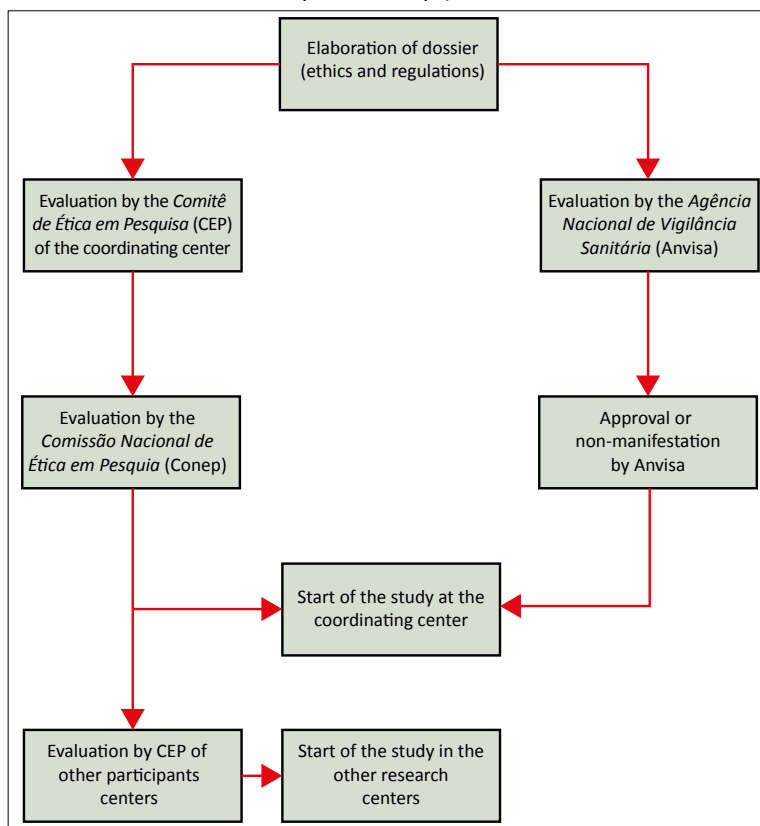 Elaboration of dossier
(ethics and regulations)
Evaluation by the Comitê
de Ética em Pesquisa (CEP)
of the coordinating center
Evaluation by the Agência
Nacional de Vigilância
Sanitária (Anvisa)
Evaluation by the
Comissão Nacional de
Ética em Pesquia (Conep)
Approval or
non-manifestation
by Anvisa
Start of the study at the
coordinating center
Evaluation by CEP of
other participants
centers
Start of the study in the
other research
centers